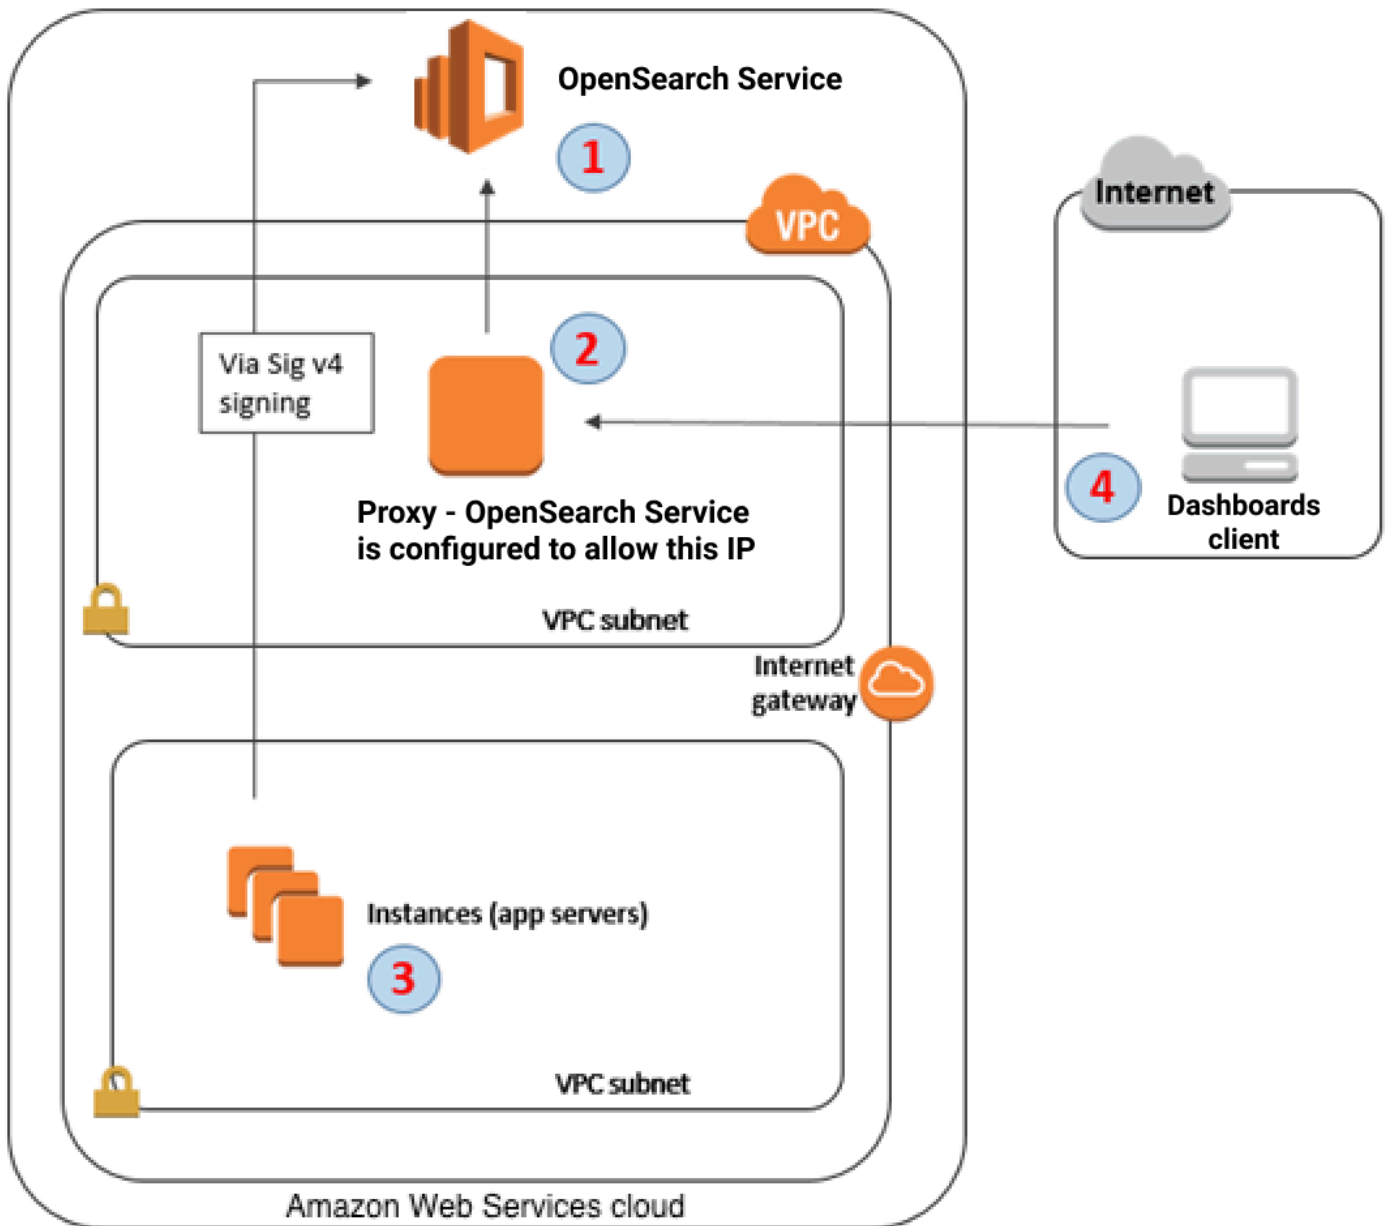 OpenSearch Service
1
Internet
VPC
2
Via Sig v4
signing
4
Proxy - OpenSearch Service
is configured to allow this IP
Dashboards
client
VPC subnet
Internet
gateway
Instances (app servers)
3
VPC subnet
Amazon Web Services cloud